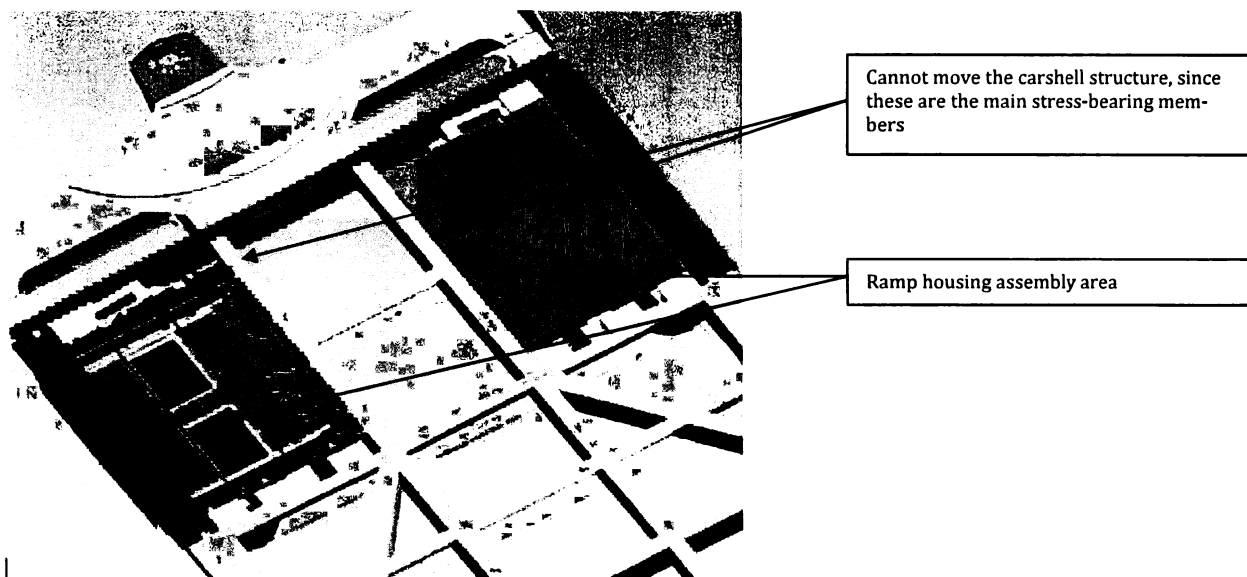 Cannot move the carshell structure, since
these are the main stress-bearing mem-
bers
Ramp housing assembly area